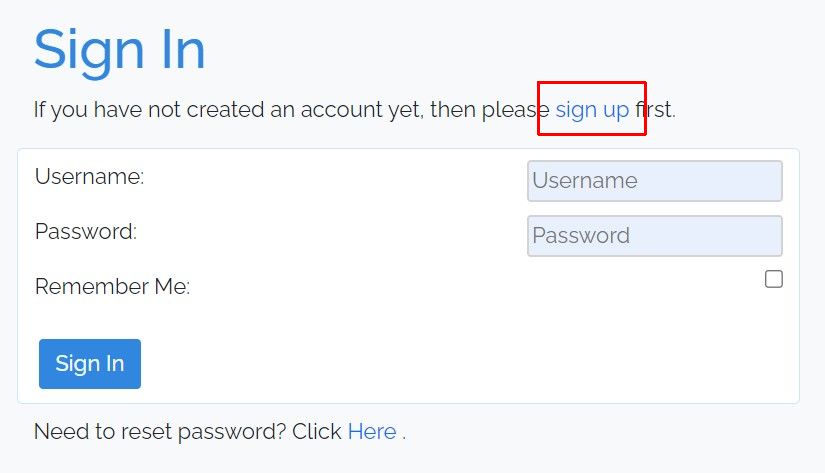 Sign In
If you have not created an account yet, then please sign up first.
Username: Username
Password: Password
Remember Me:
Sign In
Need to reset password? Click Here .